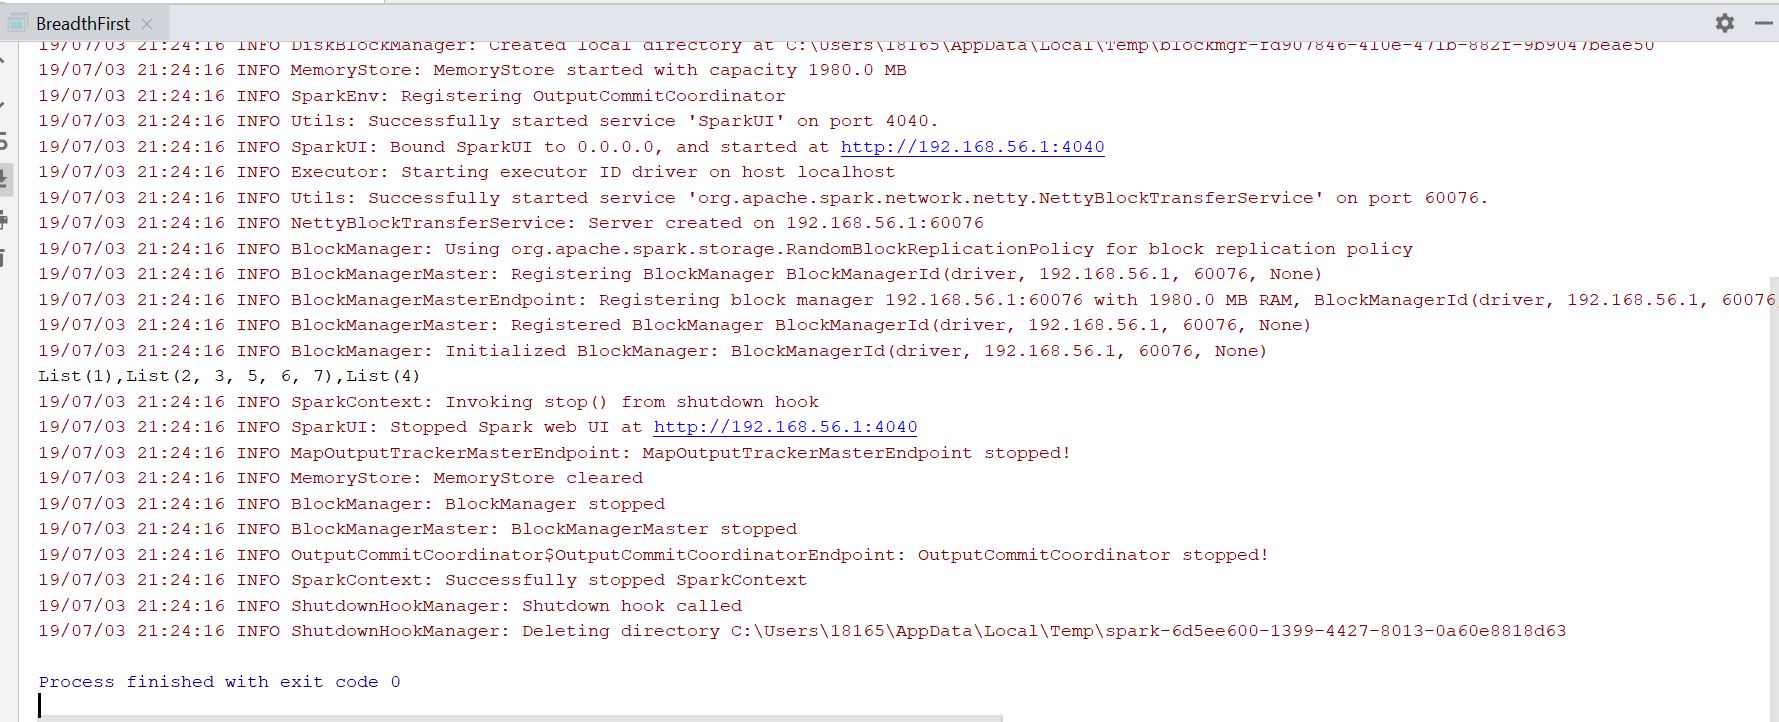 BreadthFirst
19/07/03 21:24:16 INFO DiskBlockManager: Created local directory at C:\Users\18165\AppData\Local\Temp\blockmgr-fd907846-410e-471b-882f-9b9047beae50
19/07/03 21:24:16 INFO MemoryStore: MemoryStore started with capacity 1980.0 MB
19/07/03 21:24:16 INFO SparkEnv: Registering OutputCommitCoordinator
19/07/03 21:24:16 INFO Utils: Successfully started service 'SparkUI' on port 4040.
19/07/03 21:24:16 INFO SparkUI: Bound SparkUI to 0.0.0.0, and started at http://192.168.56.1:4040
19/07/03 21:24:16 INFO Executor: Starting executor ID driver on host localhost
19/07/03 21:24:16 INFO Utils: Successfully started service 'org.apache.spark.network.netty.NettyBlockTransferService' on port 60076.
19/07/03 21:24:16 INFO NettyBlockTransferService: Server created on 192.168.56.1:60076
19/07/03 21:24:16 INFO BlockManager: Using org.apache.spark.storage.RandomBlockReplicationPolicy for block replication policy
19/07/03 21:24:16 INFO BlockManagerMaster: Registering BlockManager BlockManagerId(driver, 192.168.56.1, 60076, None)
19/07/03 21:24:16 INFO BlockManagerMasterEndpoint: Registering block manager 192.168.56.1:60076 with 1980.0 MB RAM, BlockManagerId(driver, 192.168.56.1, 60076
19/07/03 21:24:16 INFO BlockManagerMaster: Registered BlockManager BlockManagerId(driver, 192.168.56.1, 60076, None)
19/07/03 21:24:16 INFO BlockManager: Initialized BlockManager: BlockManagerId(driver, 192.168.56.1, 60076, None)
List(1),List(2, 3, 5, 6, 7),List(4)
19/07/03 21:24:16 INFO SparkContext: Invoking stop() from shutdown hook
19/07/03 21:24:16 INFO SparkUI: Stopped Spark web UI at http://192.168.56.1:4040
19/07/03 21:24:16 INFO MapOutputTrackerMasterEndpoint: MapOutputTrackerMasterEndpoint stopped!
19/07/03 21:24:16 INFO MemoryStore: MemoryStore cleared
19/07/03 21:24:16 INFO BlockManager: BlockManager stopped
19/07/03 21:24:16 INFO BlockManagerMaster: BlockManagerMaster stopped
19/07/03 21:24:16 INFO OutputCommitCoordinator$OutputCommitCoordinatorEndpoint: OutputCommitCoordinator stopped!
19/07/03 21:24:16 INFO SparkContext: Successfully stopped SparkContext
19/07/03 21:24:16 INFO ShutdownHookManager: Shutdown hook called
19/07/03 21:24:16 INFO ShutdownHookManager: Deleting directory C:\Users\18165\AppData\Local\Temp\spark-6d5ee600-1399-4427-8013-0a60e8818d63
Process finished with exit code 0